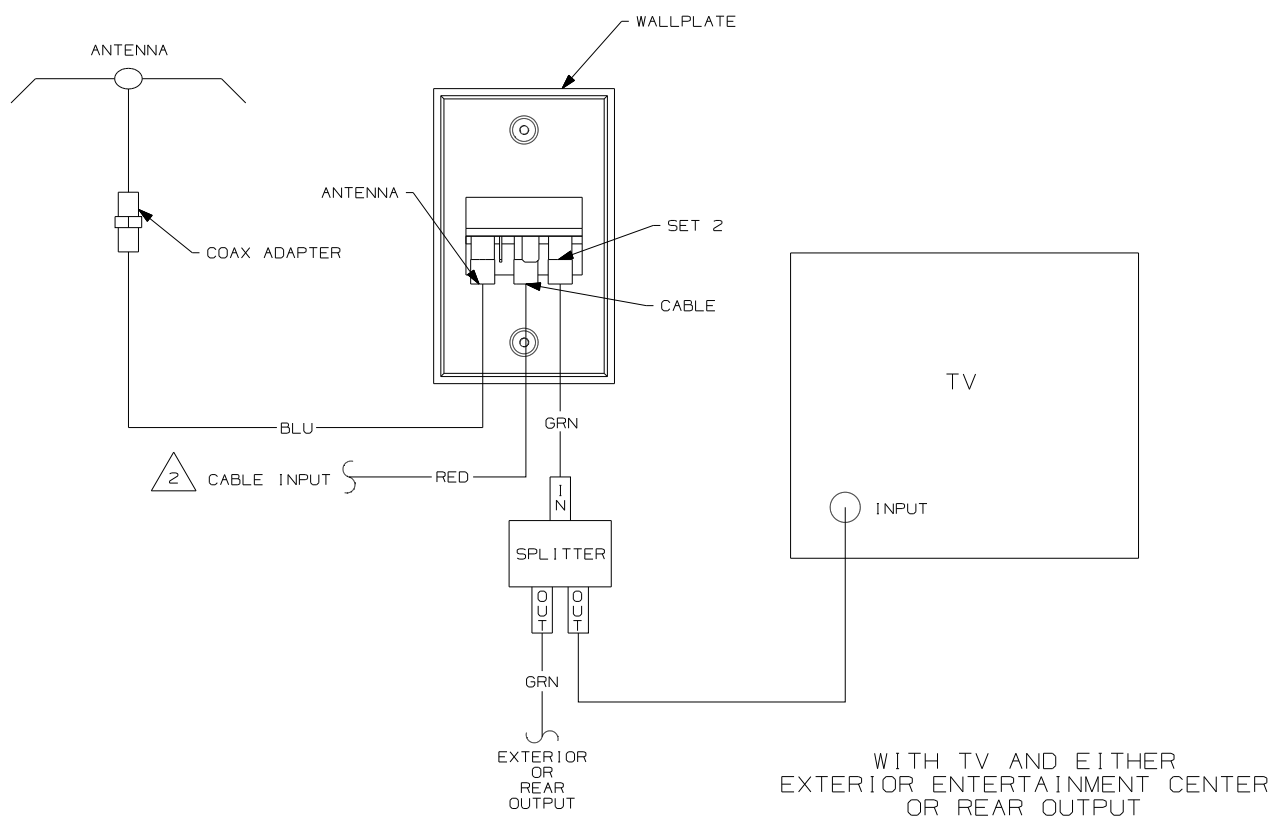 WALLPLATE
ANTENNA
ANTENNA
SET 2
COAX ADAPTER
CABLE
TV
BLU
GRN
2 CABLE INPUT
RED
IN
INPUT
SPLITTER
OUT
OUT
GRN
EXTERIOR
OR
REAR
OUTPUT
WITH TV AND EITHER
EXTERIOR ENTERTAINMENT CENTER
OR REAR OUTPUT